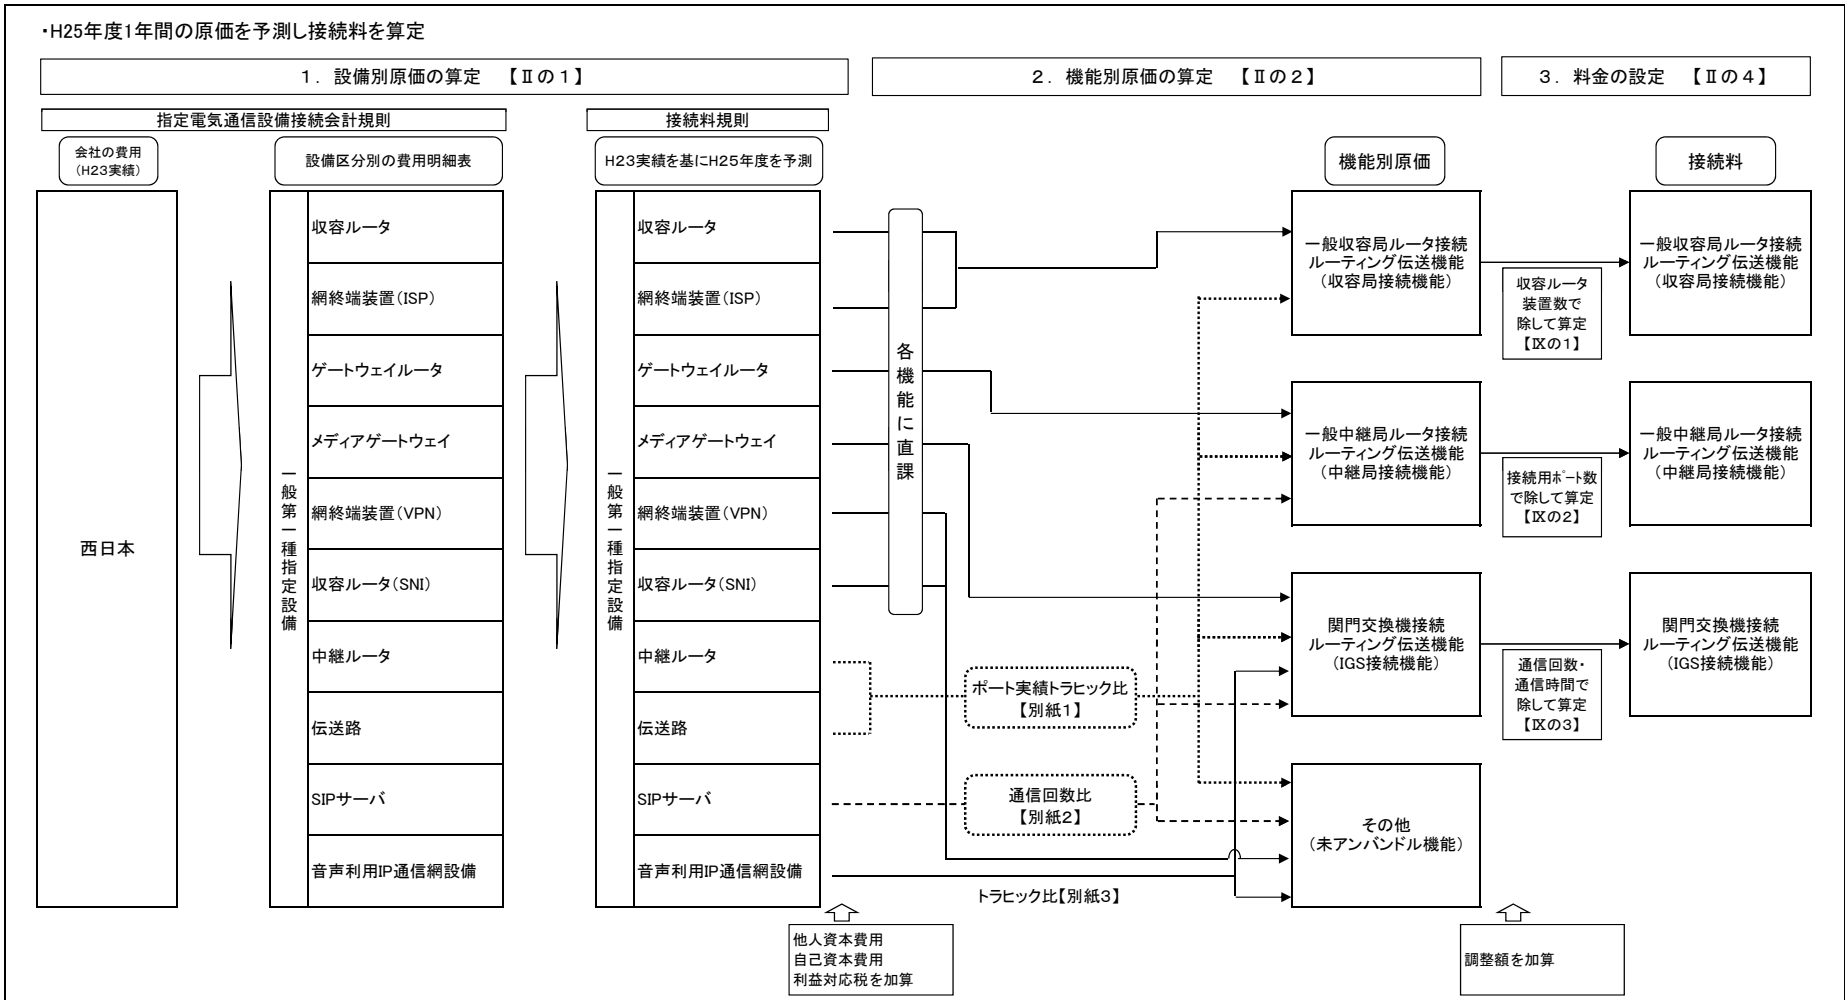 ・H25年度1年間の原価を予測し接続料を算定
１．設備別原価の算定　【Ⅱの１】
２．機能別原価の算定　【Ⅱの２】
３．料金の設定　【Ⅱの４】
指定電気通信設備接続会計規則
接続料規則
会社の費用
（H23実績）
設備区分別の費用明細表
H23実績を基にH25年度を予測
機能別原価
接続料
西日本
一般第一種指定設備
収容ルータ
網終端装置（ISP）
ゲートウェイルータ
メディアゲートウェイ
網終端装置（VPN）
収容ルータ（SNI）
中継ルータ
伝送路
SIPサーバ
音声利用IP通信網設備
一般第一種指定設備
収容ルータ
網終端装置（ISP）
ゲートウェイルータ
メディアゲートウェイ
網終端装置（VPN）
収容ルータ（SNI）
中継ルータ
伝送路
SIPサーバ
音声利用IP通信網設備
各機能に直課
ポート実績トラヒック比
【別紙１】
通信回数比
【別紙２】
トラヒック比【別紙３】
他人資本費用
自己資本費用
利益対応税を加算
一般収容局ルータ接続
ルーティング伝送機能
（収容局接続機能）
一般中継局ルータ接続
ルーティング伝送機能
（中継局接続機能）
関門交換機接続
ルーティング伝送機能
（IGS接続機能）
その他
（未アンバンドル機能）
収容ルータ
装置数で
除して算定
【Ⅸの１】
接続用ﾎﾟｰﾄ数
で除して算定
【Ⅸの２】
通信回数・
通信時間で
除して算定
【Ⅸの３】
一般収容局ルータ接続
ルーティング伝送機能
（収容局接続機能）
一般中継局ルータ接続
ルーティング伝送機能
（中継局接続機能）
関門交換機接続
ルーティング伝送機能
（IGS接続機能）
調整額を加算